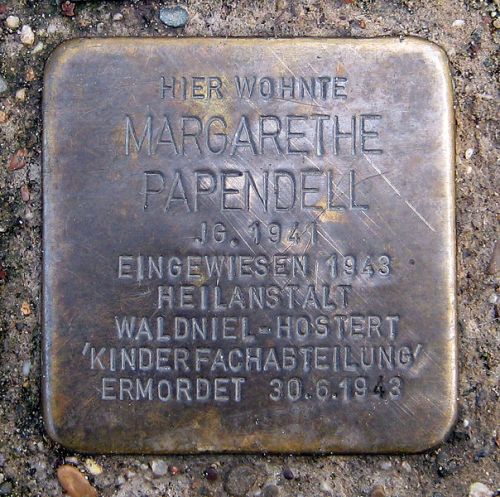 HIER WOHNTE
MARGARETHE
PAPENDELL
JG. 1941
EINGEWIESEN 1943
HEILANSTALT
WALDNIEL-HOSTERT
'KINDERFACHABTEILUNG'
ERMORDET 30.6.1943